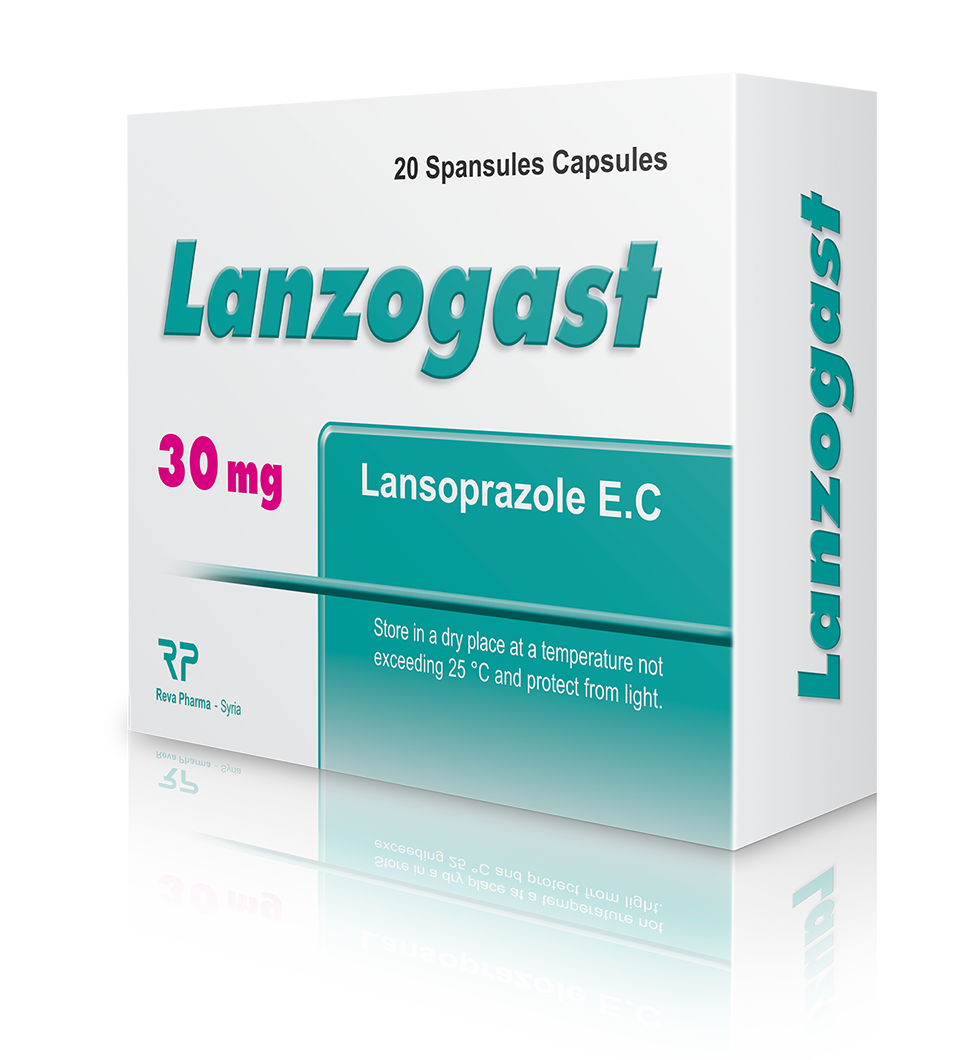 20 Spansules Capsules
Lanzogast
30 mg
Lansoprazole E.C
Store in a dry place at a temperature not
exceeding 25 °C and protect from light.
RP
Reva Pharma - Syria
Lanzogast